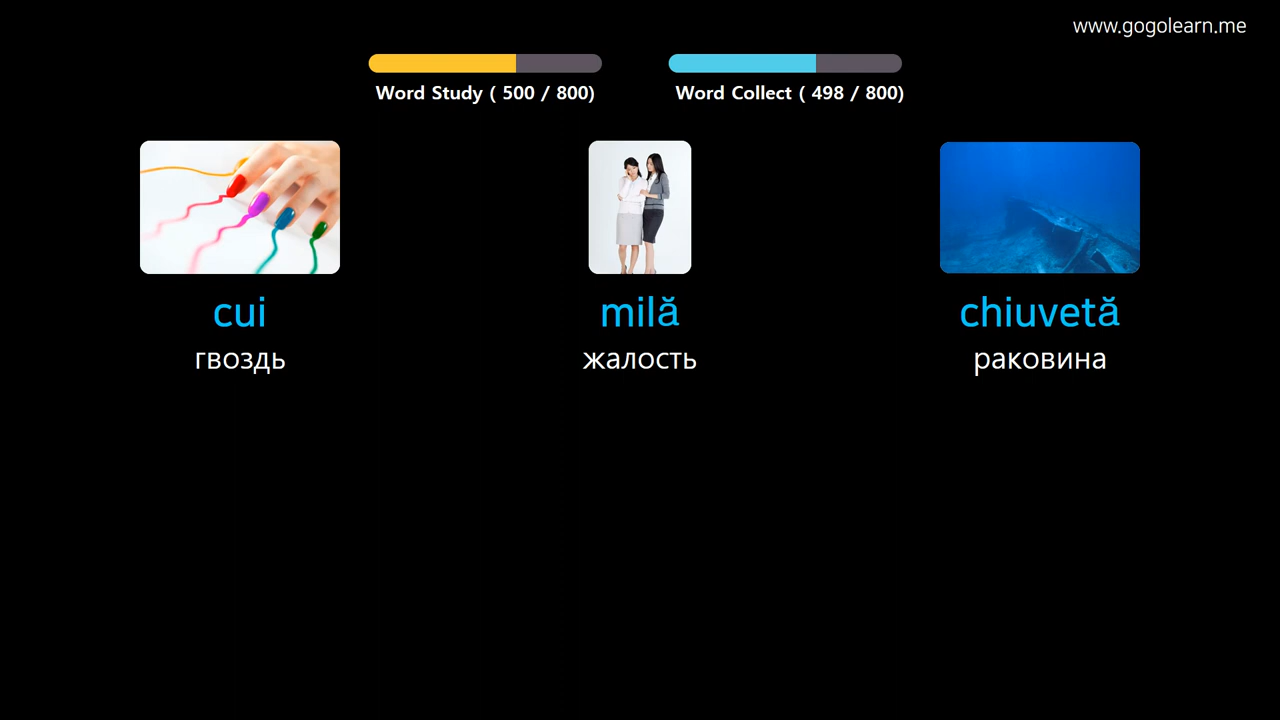 www.gogolearn.me
Word Study ( 500 / 800)
Word Collect ( 498 / 800)
cui
гвоздь
milă
жалость
chiuvetă
раковина